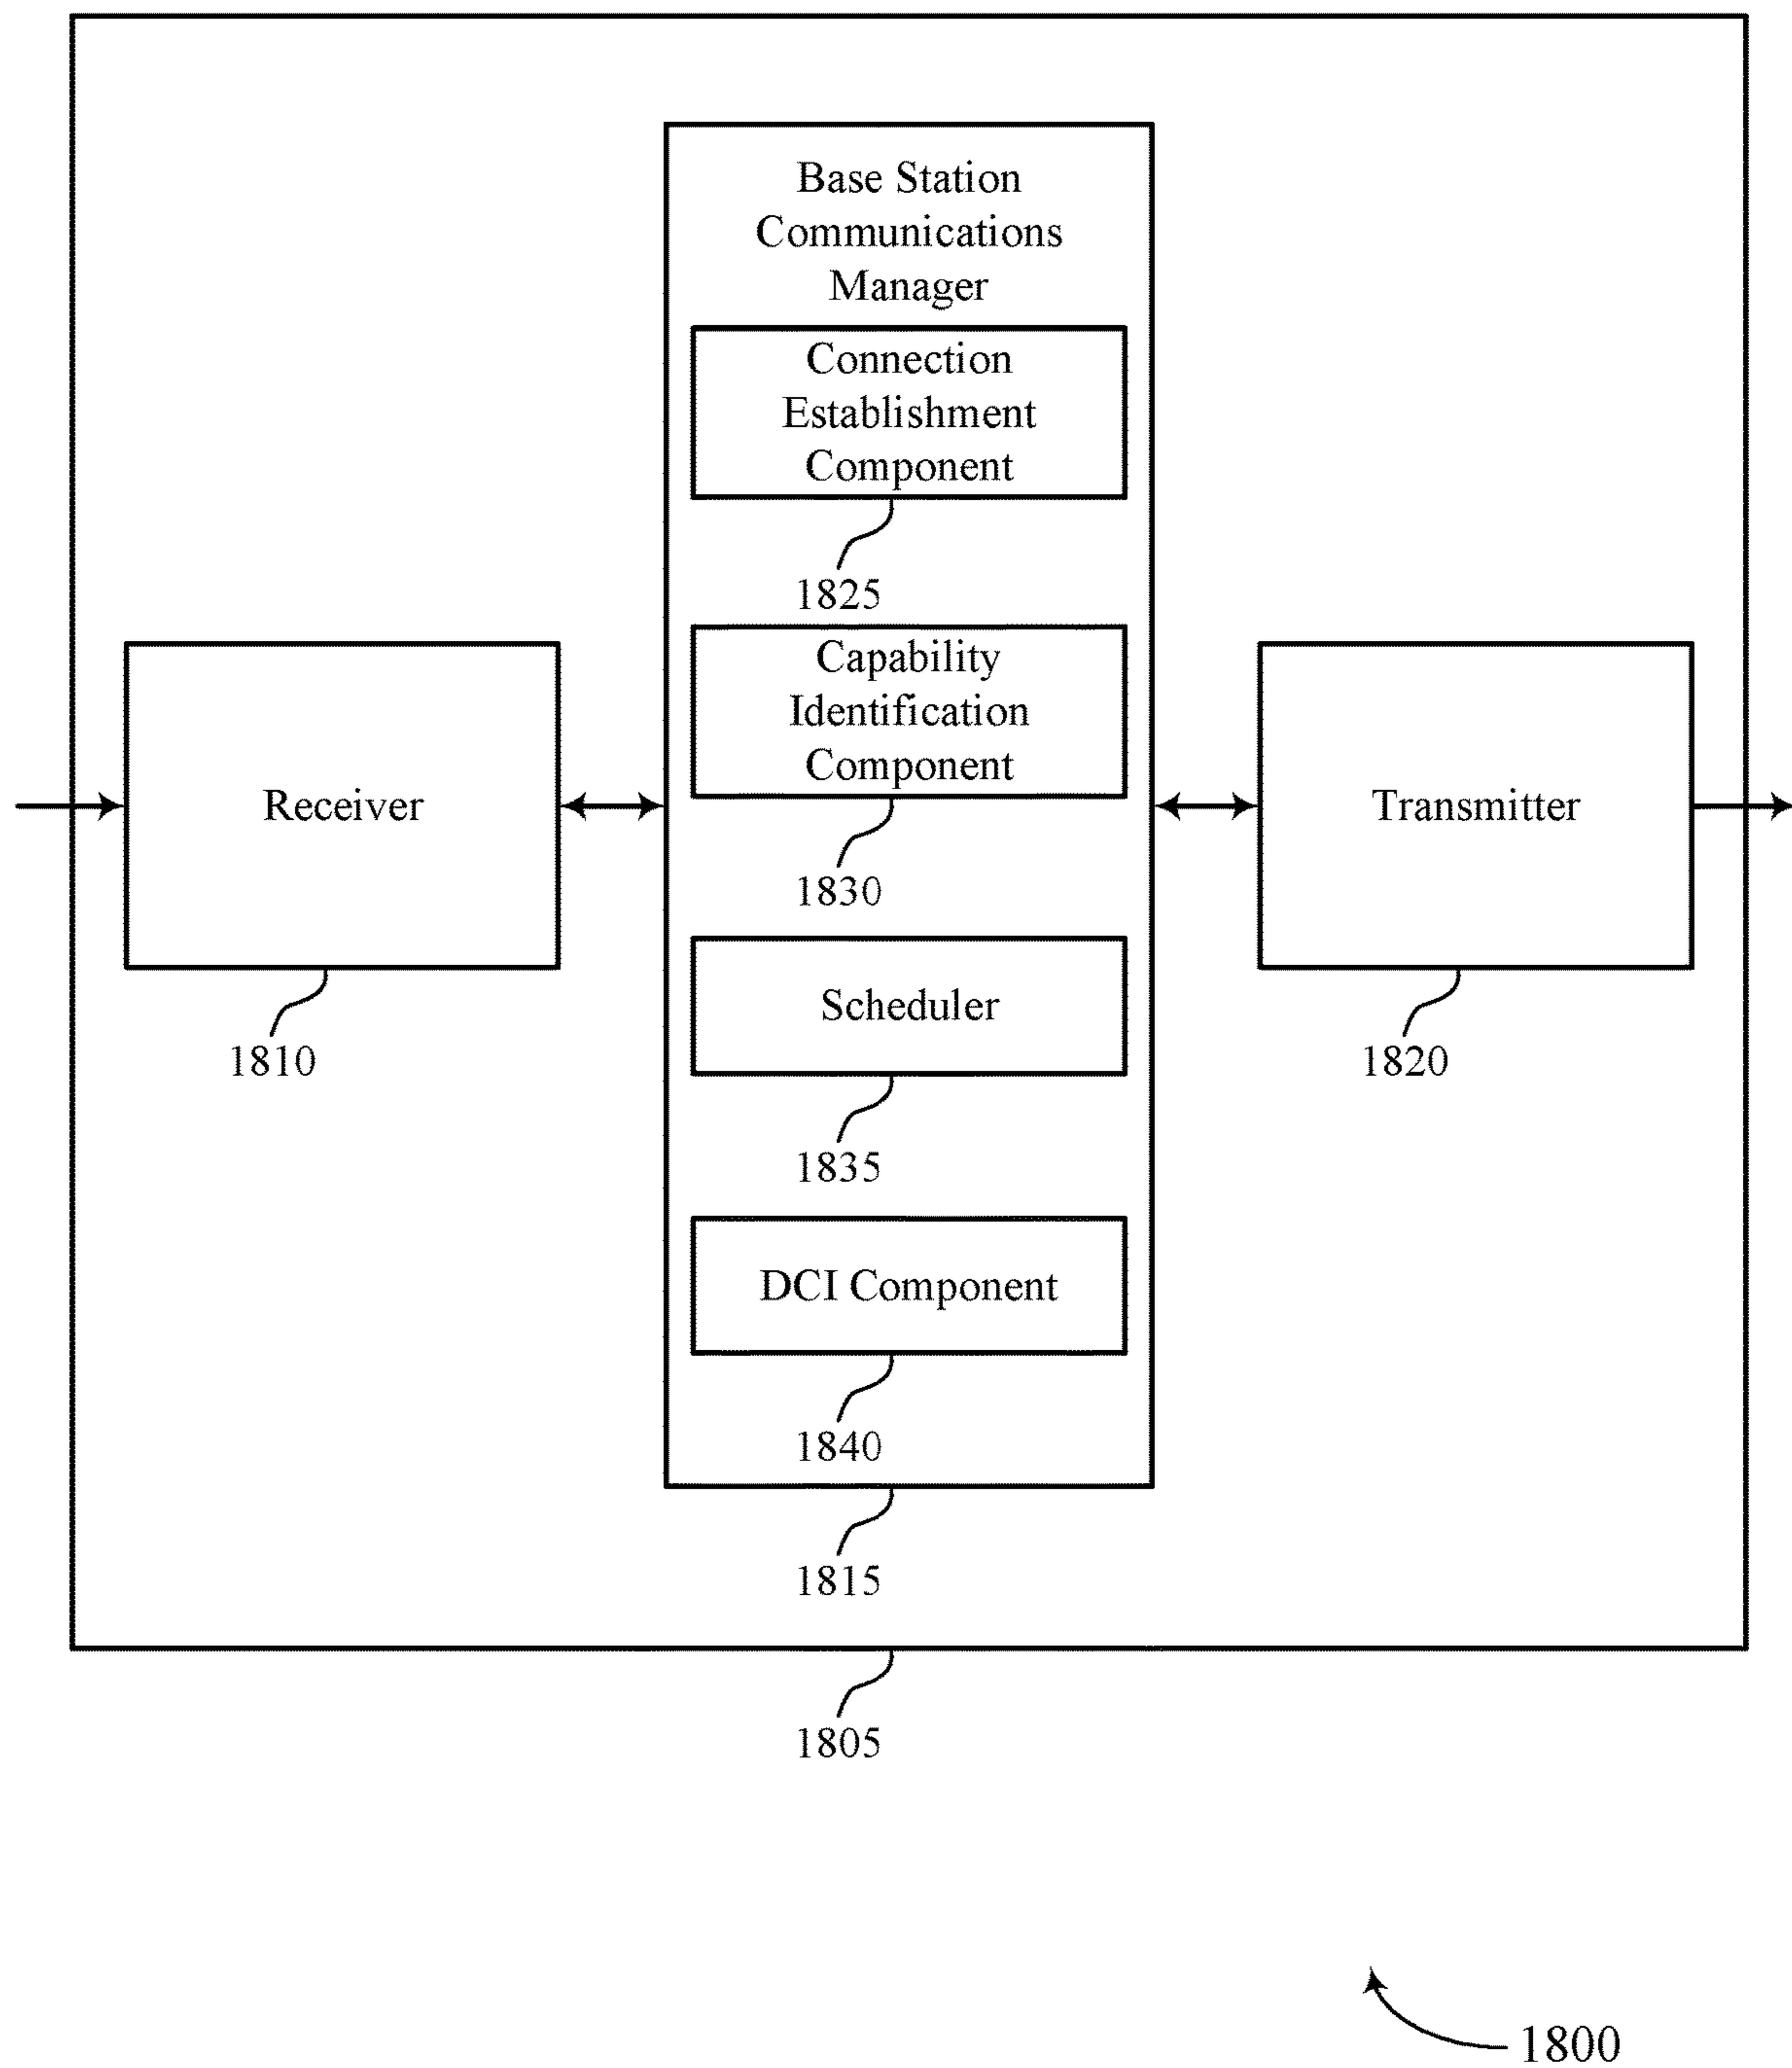 Base Station
Communications
Manager
Connection
Establishment
Component
1825
Capability
Identification
Component
1830
Receiver
1810
Transmitter
1820
Scheduler
1835
DCI Component
1840
1815
1805
1800